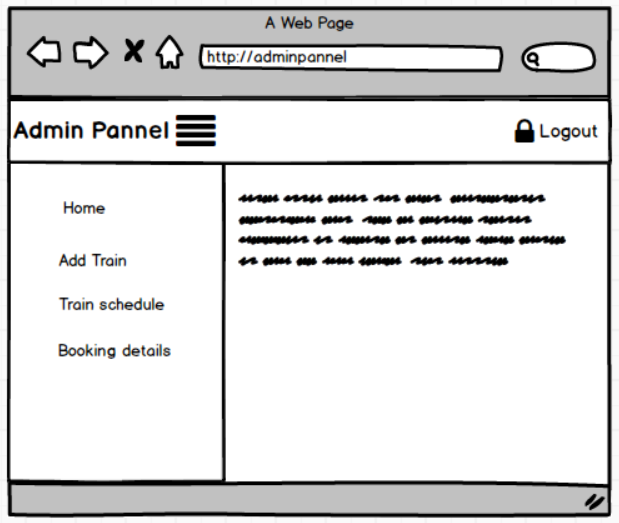 A Web Page
http://adminpannel
Admin Pannel
Logout
Home
Add Train
Train schedule
Booking details